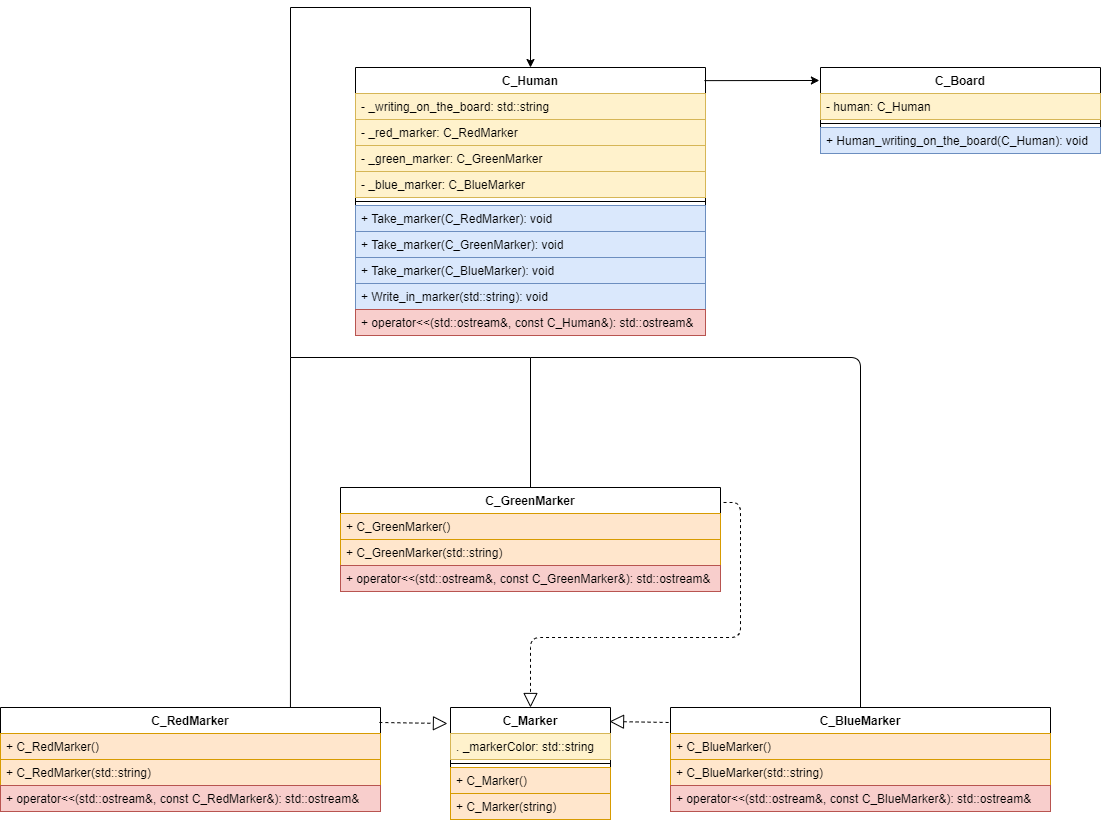 C_Human
- _writing_on_the_board: std::string
- _red_marker: C_RedMarker
- _green_marker: C_GreenMarker
- _blue_marker: C_BlueMarker
+ Take_marker(C_RedMarker): void
+ Take_marker(C_GreenMarker): void
+ Take_marker(C_BlueMarker): void
+ Write_in_marker(std::string): void
+ operator<<(std::ostream&, const C_Human&): std::ostream&
C_Board
- human: C_Human
+ Human_writing_on_the_board(C_Human): void
C_GreenMarker
+ C_GreenMarker()
+ C_GreenMarker(std::string)
+ operator<<(std::ostream&, const C_GreenMarker&): std::ostream&
C_RedMarker
+ C_RedMarker()
+ C_RedMarker(std::string)
+ operator<<(std::ostream&, const C_RedMarker&): std::ostream&
C_Marker
. _markerColor: std::string
+ C_Marker()
+ C_Marker(string)
C_BlueMarker
+ C_BlueMarker()
+ C_BlueMarker(std::string)
+ operator<<(std::ostream&, const C_BlueMarker&): std::ostream&